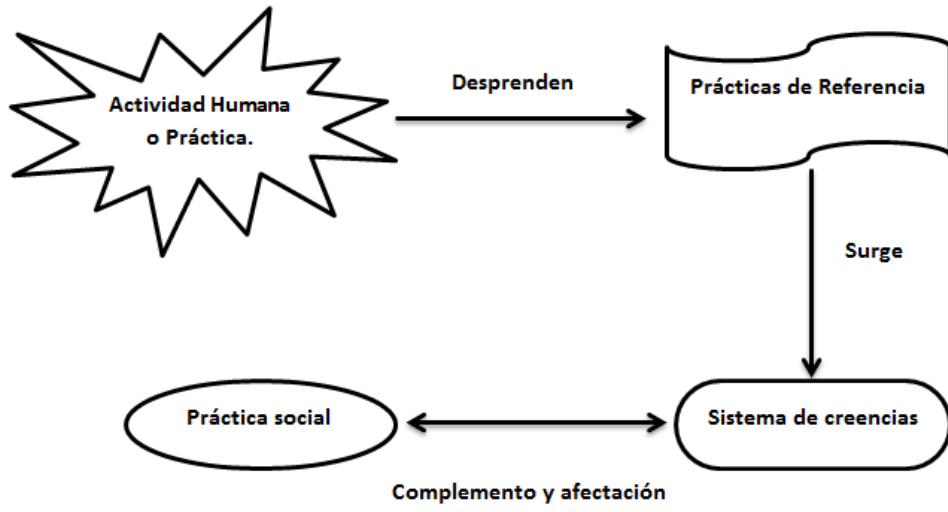 Actividad Humana
o Práctica.
Desprenden
Prácticas de Referencia
Surge
Práctica social
Sistema de creencias
Complemento y afectación